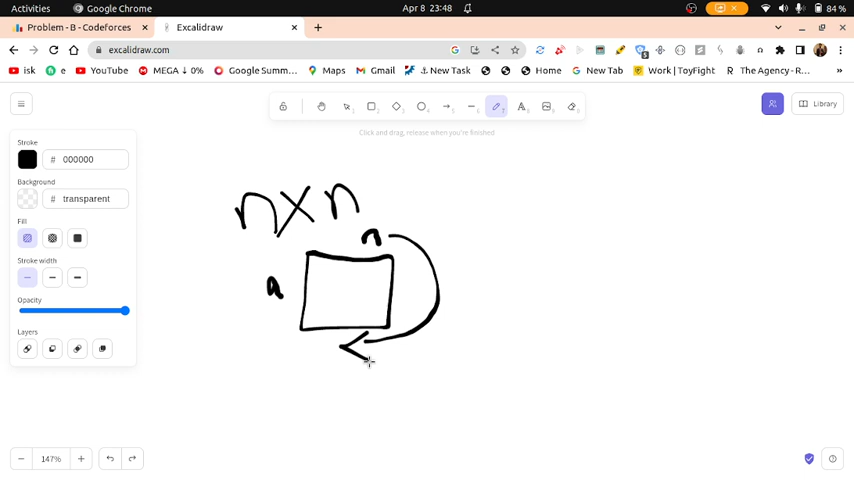 Activities
Google Chrome
Apr 8 23:48
84 %
Problem - B - Codeforces
Excalidraw
excalidraw.com
isk
e
YouTube
MEGA ↓ 0%
Google Summ…
Maps
Gmail
⚓ New Task
Home
New Tab
Work | ToyFight
The Agency - R…
»
Click and drag, release when you're finished
Library
Stroke
# 000000
Background
# transparent
Fill
Stroke width
Opacity
Layers
n x n
n
147%